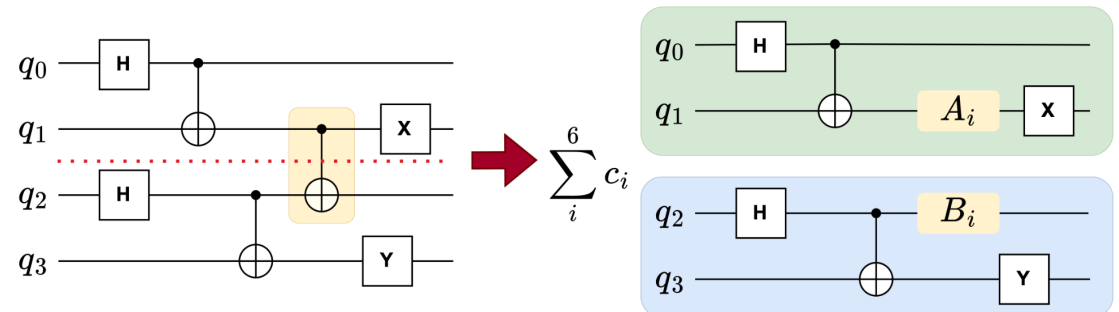 q₀ H
q₁ X
q₂ H
q₃ Y
6
∑ cᵢ
i
q₀ H
q₁ Aᵢ X
q₂ H Bᵢ
q₃ Y